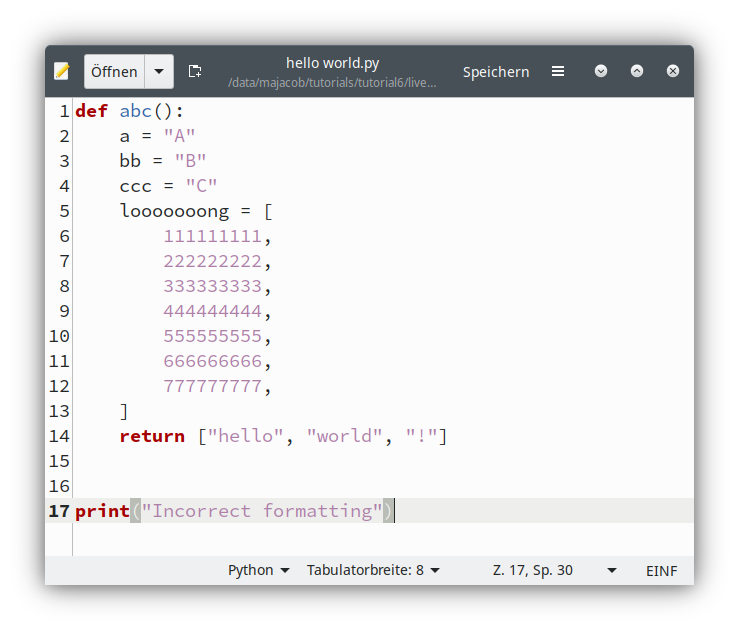 Öffnen
hello world.py
/data/majacob/tutorials/tutorial6/live...
Speichern
1 def abc():
2     a = "A"
3     bb = "B"
4     ccc = "C"
5     looooooong = [
6         111111111,
7         222222222,
8         333333333,
9         444444444,
10         555555555,
11         666666666,
12         777777777,
13     ]
14     return ["hello", "world", "!"]
15
16
17 print("Incorrect formatting")
Python Tabulatorbreite: 8 Z. 17, Sp. 30 EINF